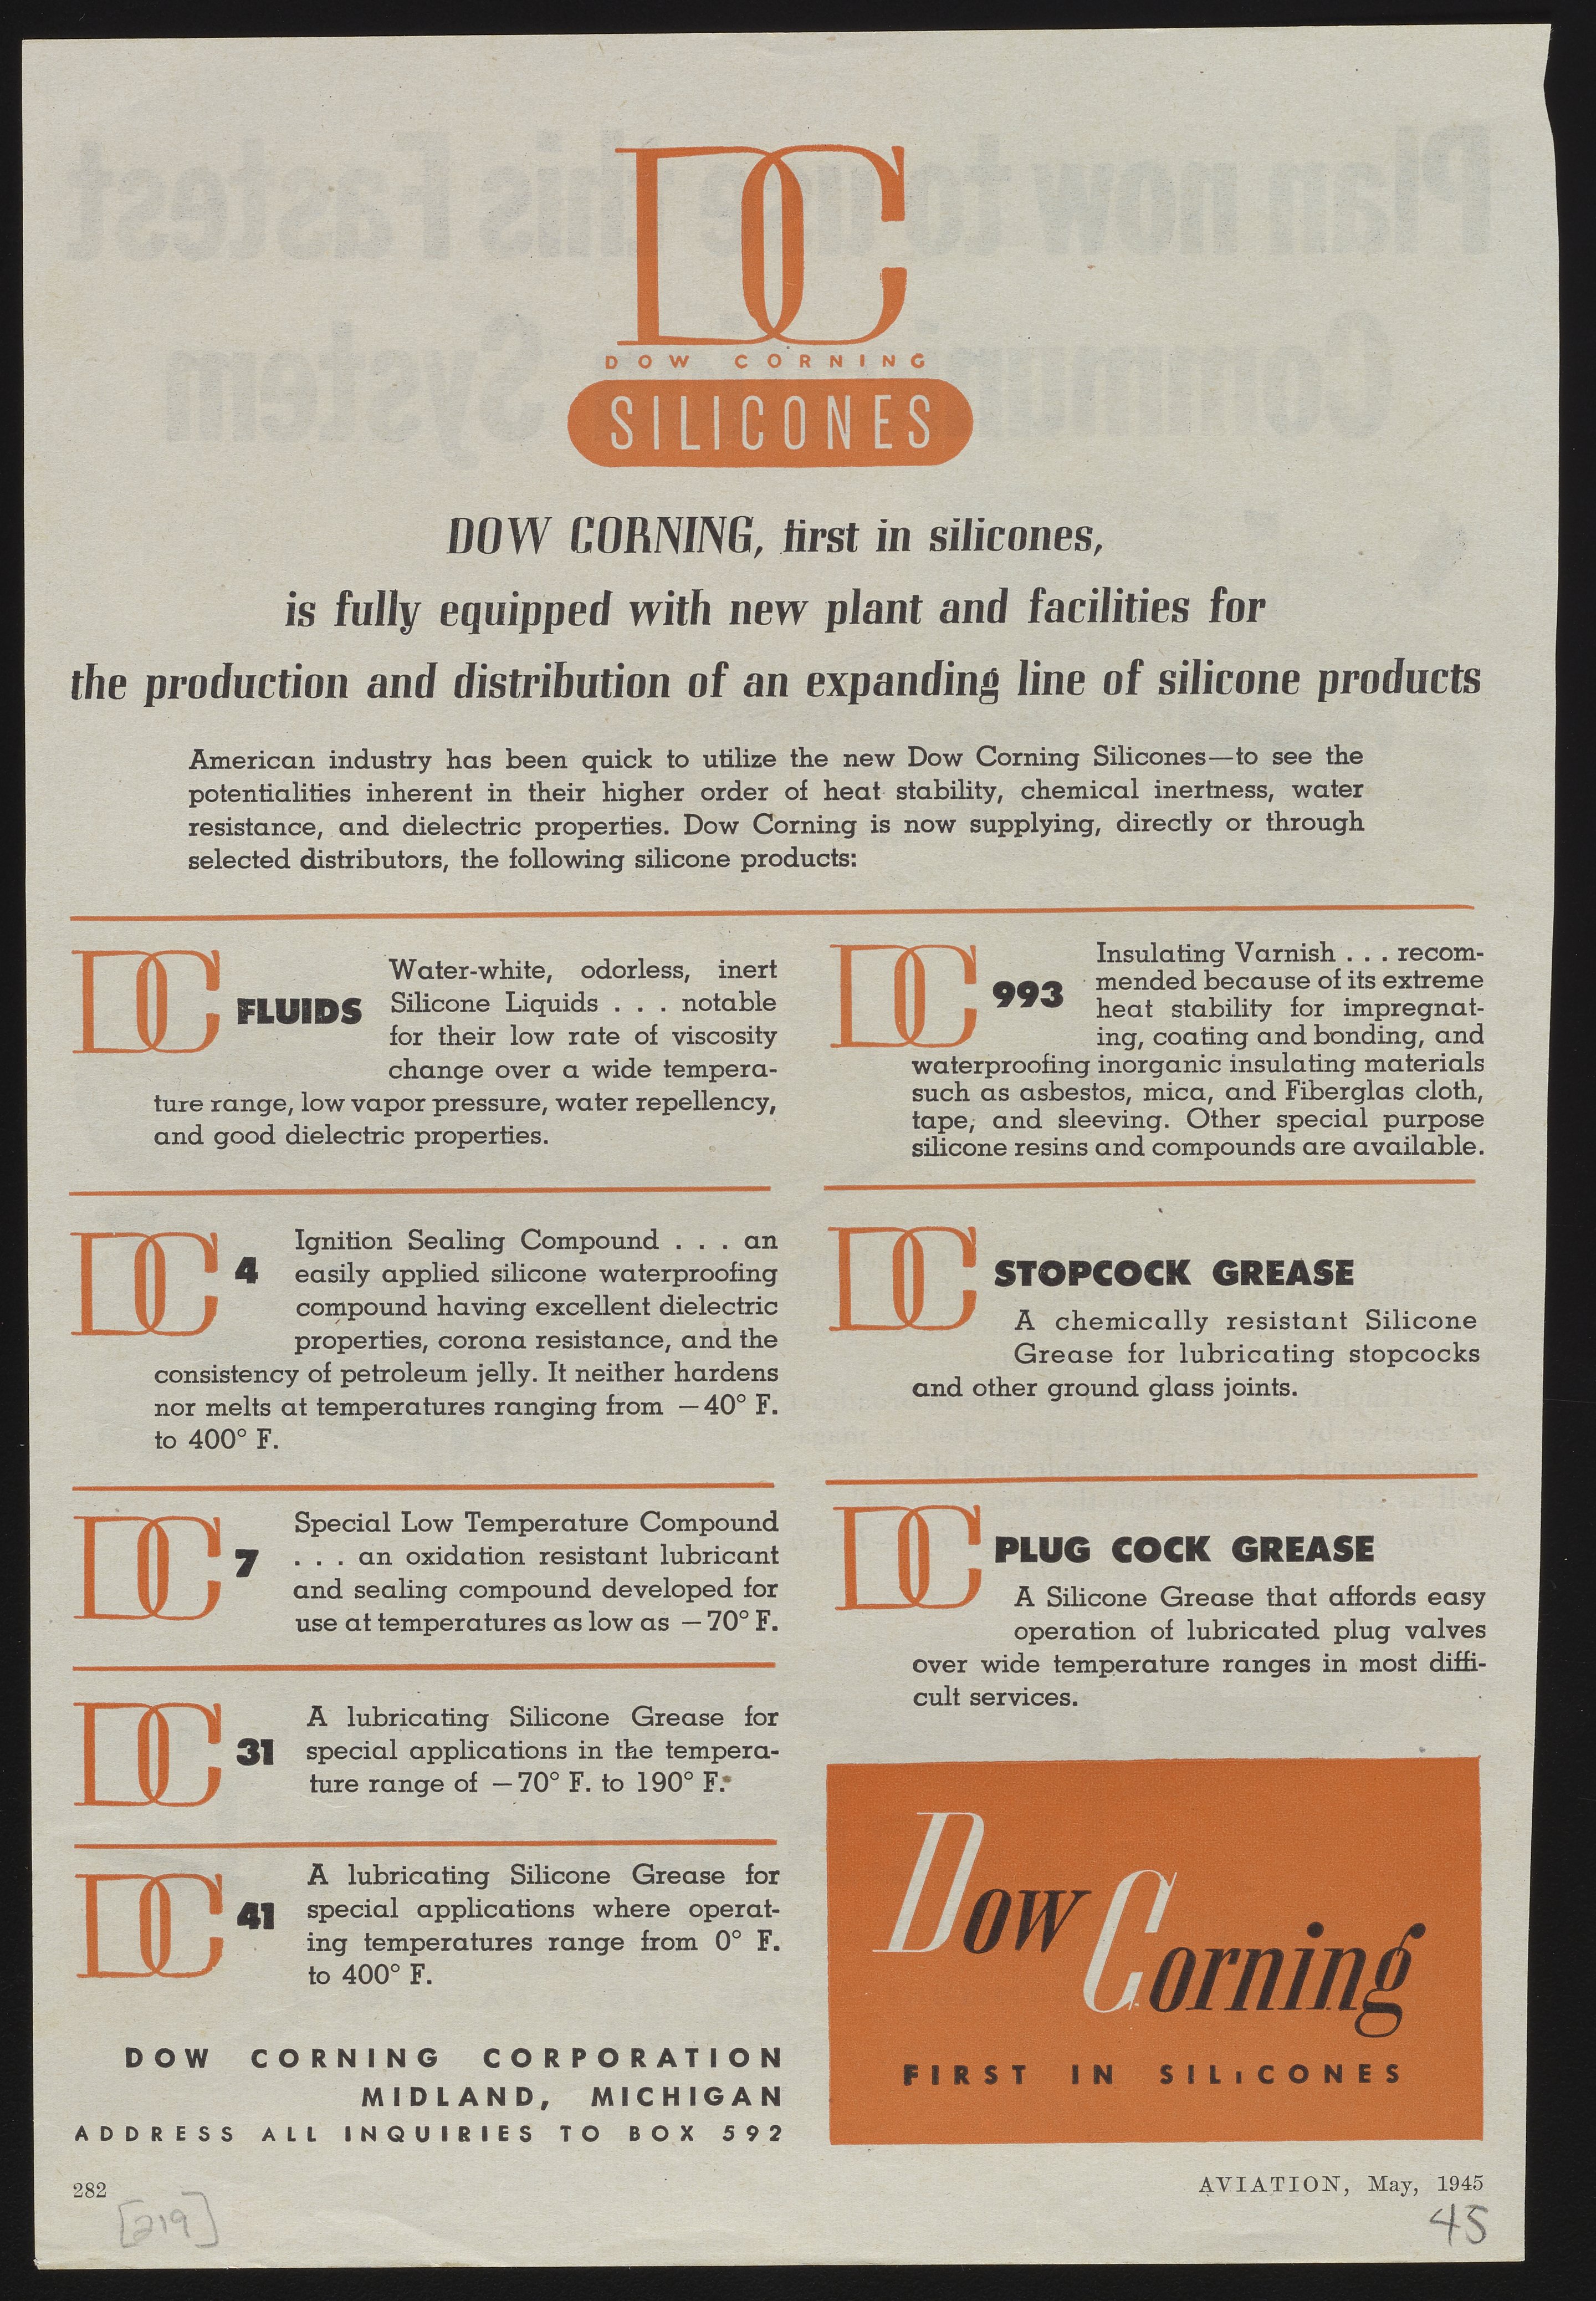 DC
DOW CORNING
SILICONES
DOW CORNING, first in silicones,
is fully equipped with new plant and facilities for
the production and distribution of an expanding line of silicone products
American industry has been quick to utilize the new Dow Corning Silicones—to see the
potentialities inherent in their higher order of heat stability, chemical inertness, water
resistance, and dielectric properties. Dow Corning is now supplying, directly or through
selected distributors, the following silicone products:
DC FLUIDS
Water-white, odorless, inert
Silicone Liquids . . . notable
for their low rate of viscosity
change over a wide tempera-
ture range, low vapor pressure, water repellency,
and good dielectric properties.
DC 4
Ignition Sealing Compound . . . an
easily applied silicone waterproofing
compound having excellent dielectric
properties, corona resistance, and the
consistency of petroleum jelly. It neither hardens
nor melts at temperatures ranging from —40° F.
to 400° F.
DC 7
Special Low Temperature Compound
. . . an oxidation resistant lubricant
and sealing compound developed for
use at temperatures as low as —70° F.
DC 31
A lubricating Silicone Grease for
special applications in the tempera-
ture range of —70° F. to 190° F.
DC 41
A lubricating Silicone Grease for
special applications where operat-
ing temperatures range from 0° F.
to 400° F.
DOW CORNING CORPORATION
MIDLAND, MICHIGAN
ADDRESS ALL INQUIRIES TO BOX 592
DC 993
Insulating Varnish . . . recom-
mended because of its extreme
heat stability for impregnat-
ing, coating and bonding, and
waterproofing inorganic insulating materials
such as asbestos, mica, and Fiberglas cloth,
tape, and sleeving. Other special purpose
silicone resins and compounds are available.
DC STOPCOCK GREASE
A chemically resistant Silicone
Grease for lubricating stopcocks
and other ground glass joints.
DC PLUG COCK GREASE
A Silicone Grease that affords easy
operation of lubricated plug valves
over wide temperature ranges in most diffi-
cult services.
Dow Corning
FIRST IN SILICONES
282
AVIATION, May, 1945
[219]
45